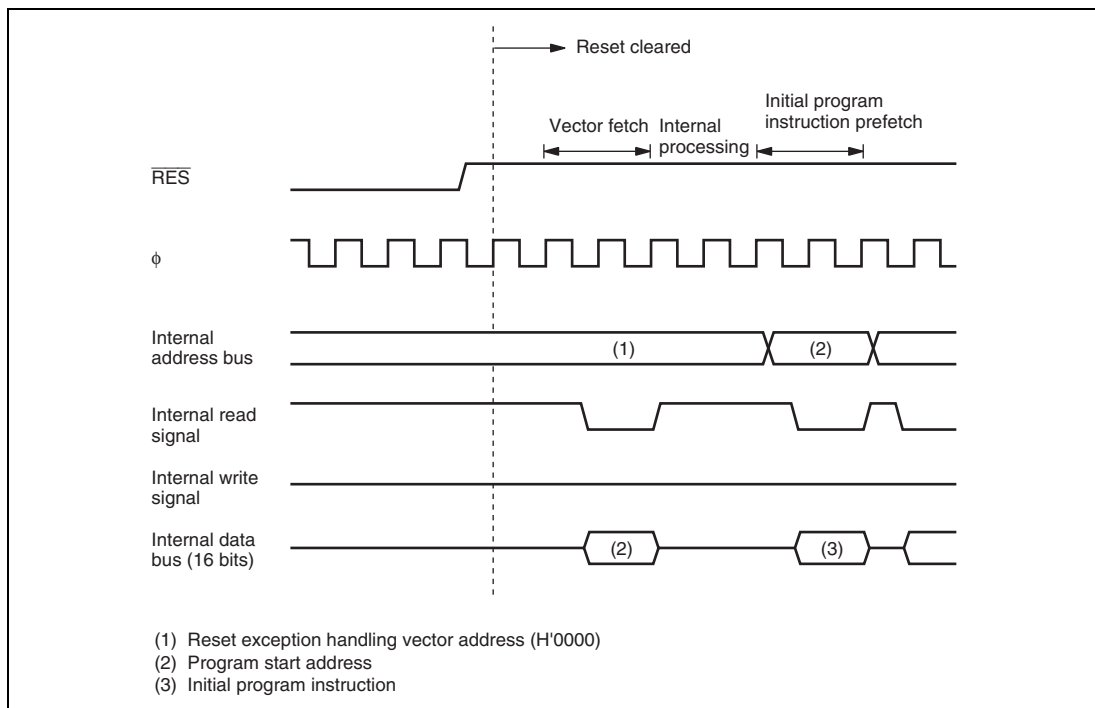 Reset cleared
Initial program
Vector fetch Internal instruction prefetch
processing
RES
ϕ
Internal
address bus
(1)
(2)
Internal read
signal
Internal write
signal
Internal data
bus (16 bits)
(2)
(3)
(1) Reset exception handling vector address (H'0000)
(2) Program start address
(3) Initial program instruction